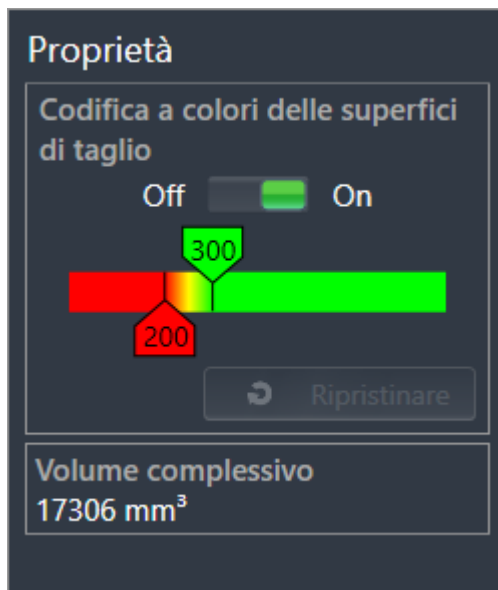 Proprietà
Codifica a colori delle superfici
di taglio
Off On
300
200
Ripristinare
Volume complessivo
17306 mm³